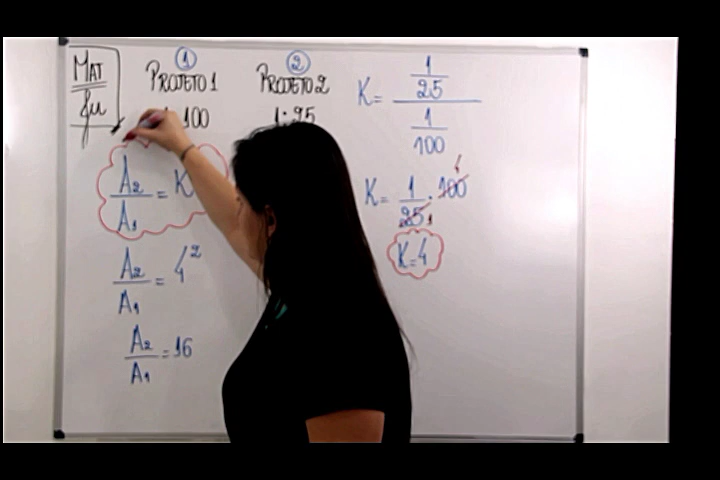 MAT
Ju
1
PROJETO 1
:100
2
PROJETO 2
1:25
A2/A1 = K
A2/A1 = 4²
A2/A1 = 16
K = 1/25 / 1/100
K = 1/25 . 100 4 1
K=4